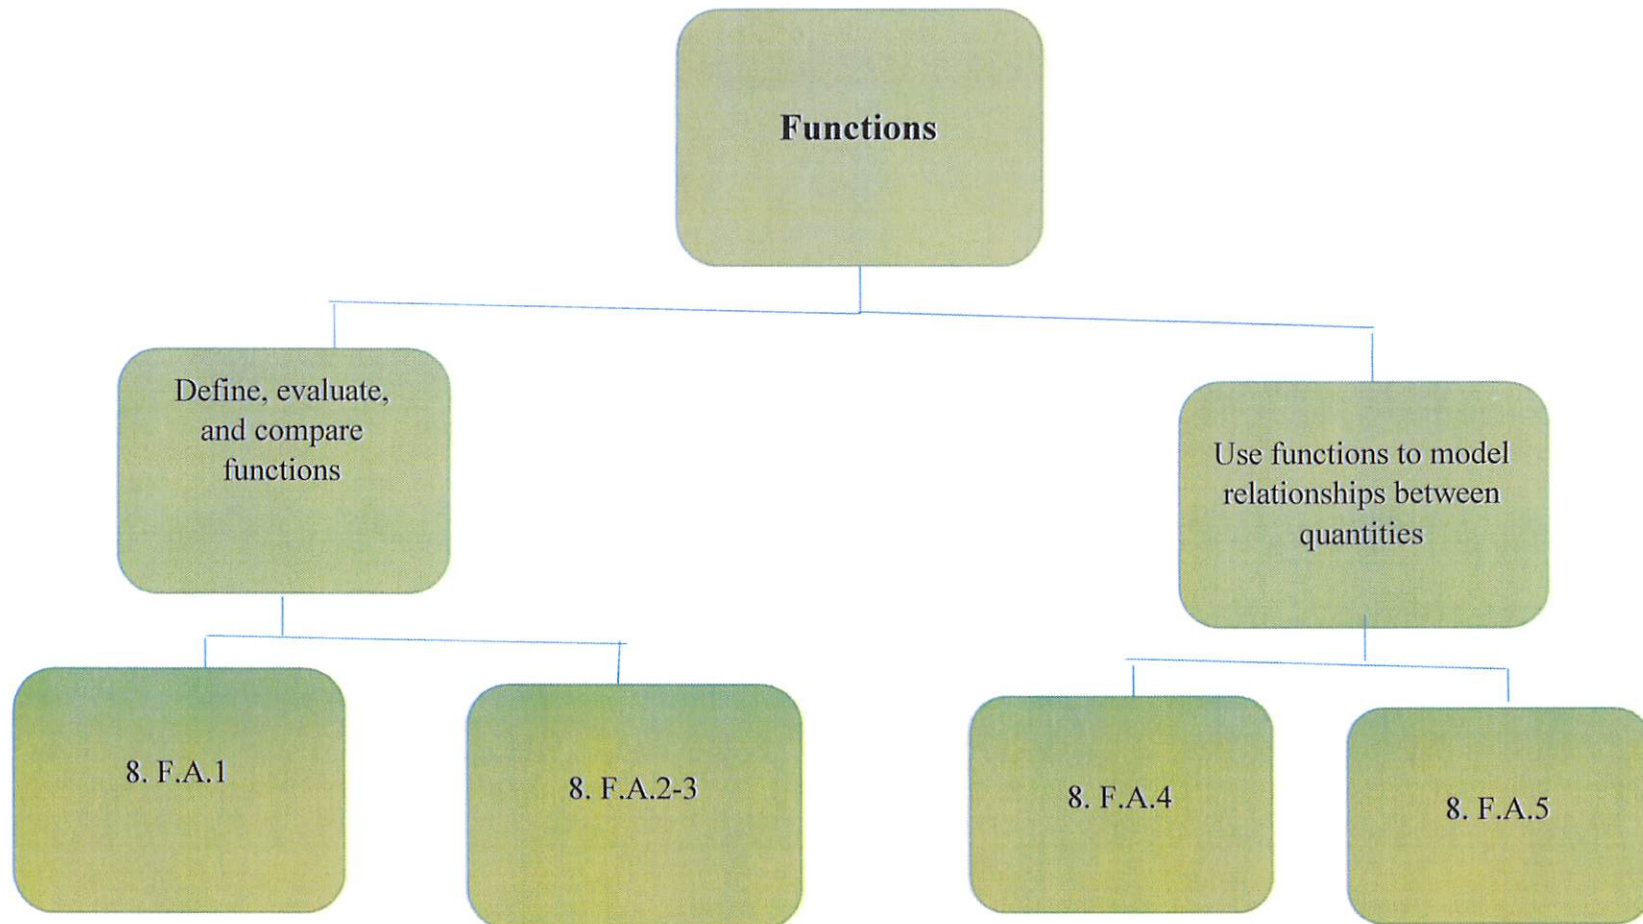 Functions
Define, evaluate,
and compare
functions
Use functions to model
relationships between
quantities
8. F.A.1
8. F.A.2-3
8. F.A.4
8. F.A.5